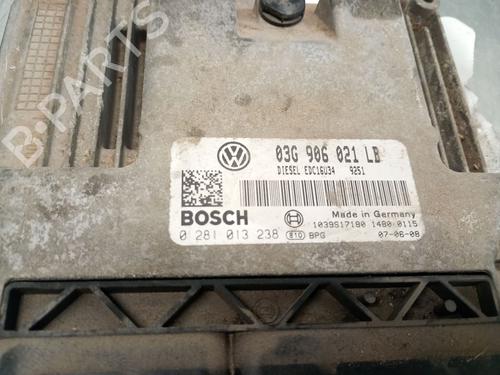 B-PARTS
03G 906 021 LB
DIESEL EDC16U34 9251
BOSCH
Made in Germany
0 281 013 238 E10 BPG
1039S17180 1480 0115
07-06-08